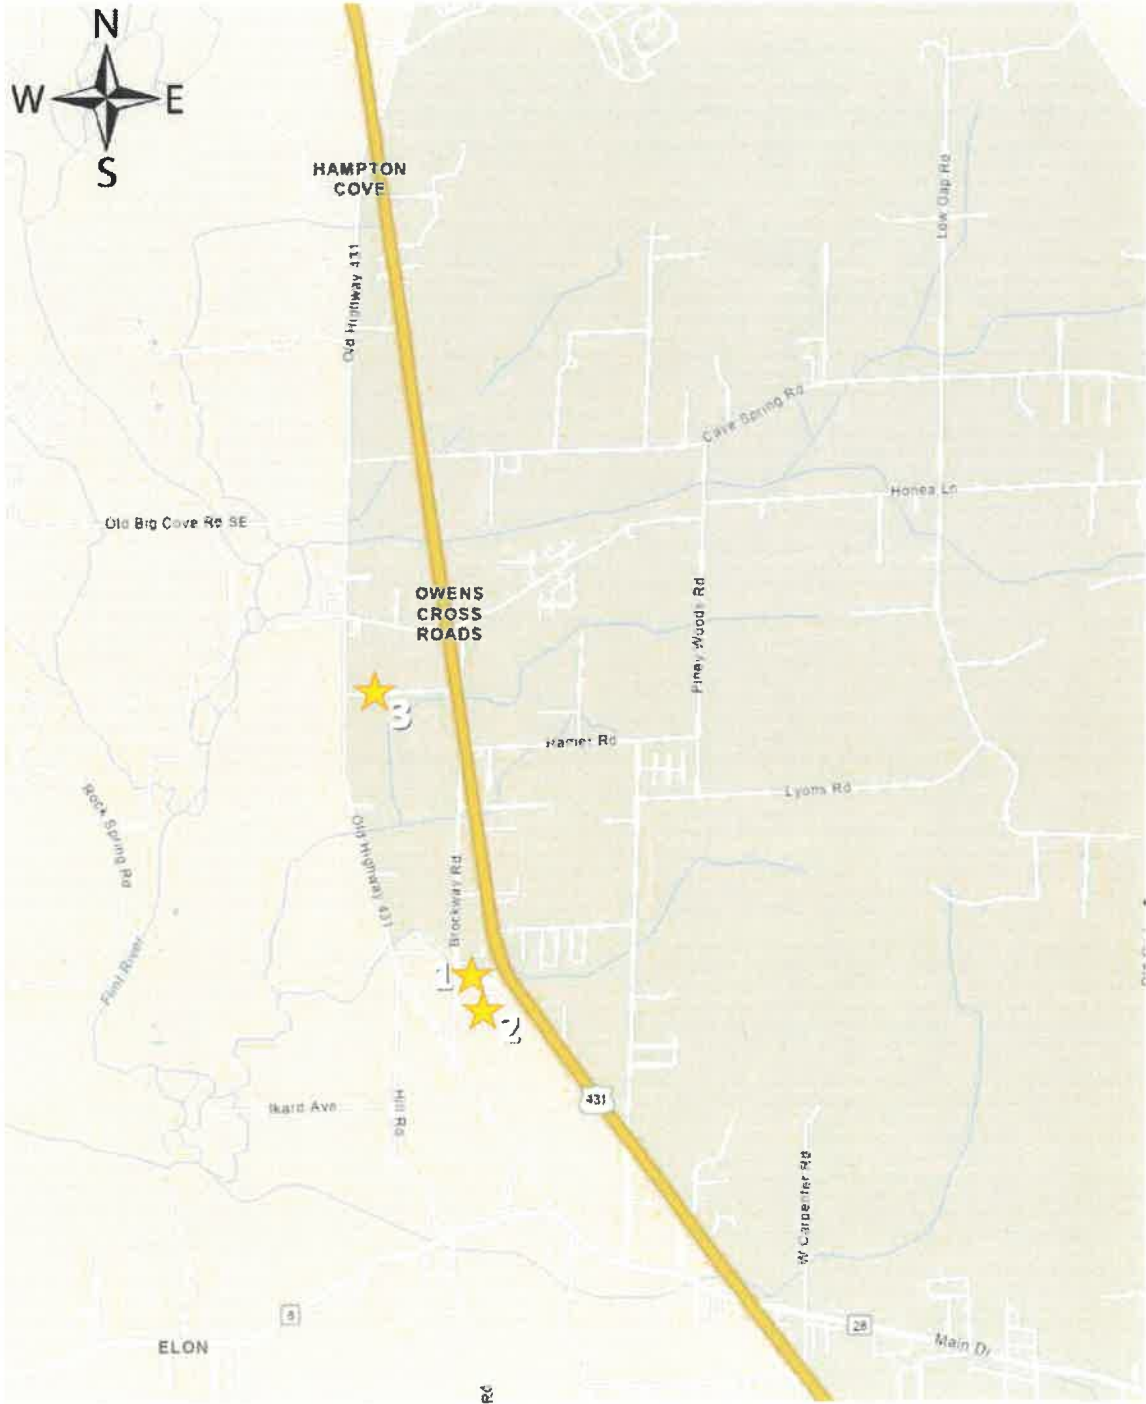 N
W E
S
HAMPTON
COVE
Old Highway 431
Low Gap Rd
Cave Spring Rd
Honea Ln
Old Big Cove Rd SE
OWENS
CROSS
ROADS
Piney Woods Rd
3
Hamer Rd
Lyons Rd
Rock Spring Rd
Old Highway 431
Brockway Rd
Flint River
1
2
431
Ikard Ave
Hill Rd
W Carpenter Rd
8
28
Main Dr
ELON
Rd